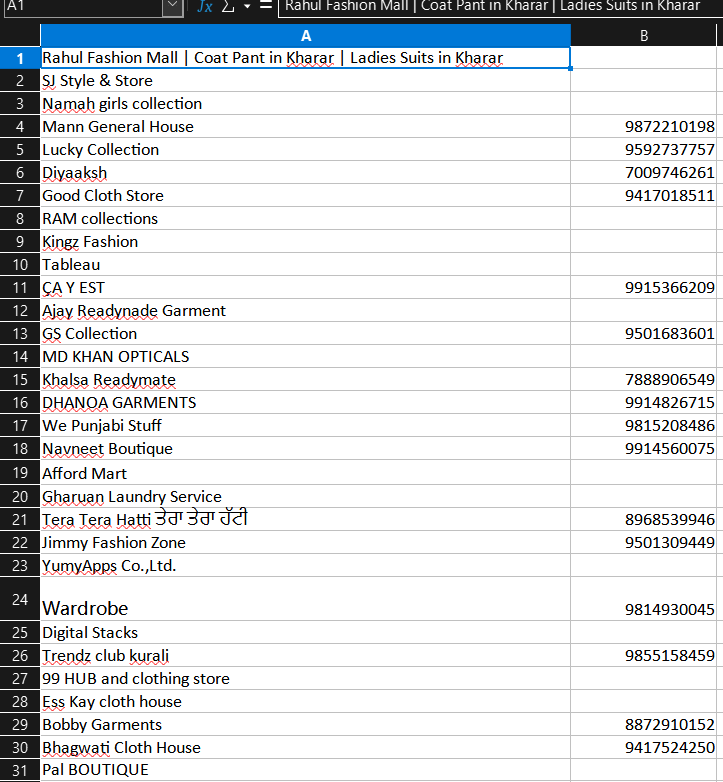 A1 fx Σ = Rahul Fashion Mall | Coat Pant in Kharar | Ladies Suits in Kharar
A B
1 Rahul Fashion Mall | Coat Pant in Kharar | Ladies Suits in Kharar
2 SJ Style & Store
3 Namah girls collection
4 Mann General House 9872210198
5 Lucky Collection 9592737757
6 Diyaaksh 7009746261
7 Good Cloth Store 9417018511
8 RAM collections
9 Kingz Fashion
10 Tableau
11 ÇA Y EST 9915366209
12 Ajay Readynade Garment
13 GS Collection 9501683601
14 MD KHAN OPTICALS
15 Khalsa Readymate 7888906549
16 DHANOA GARMENTS 9914826715
17 We Punjabi Stuff 9815208486
18 Navneet Boutique 9914560075
19 Afford Mart
20 Gharuan Laundry Service
21 Tera Tera Hatti ਤੇਰਾ ਤੇਰਾ ਹੱਟੀ 8968539946
22 Jimmy Fashion Zone 9501309449
23 YumyApps Co.,Ltd.
24 Wardrobe 9814930045
25 Digital Stacks
26 Trendz club kurali 9855158459
27 99 HUB and clothing store
28 Ess Kay cloth house
29 Bobby Garments 8872910152
30 Bhagwati Cloth House 9417524250
31 Pal BOUTIQUE